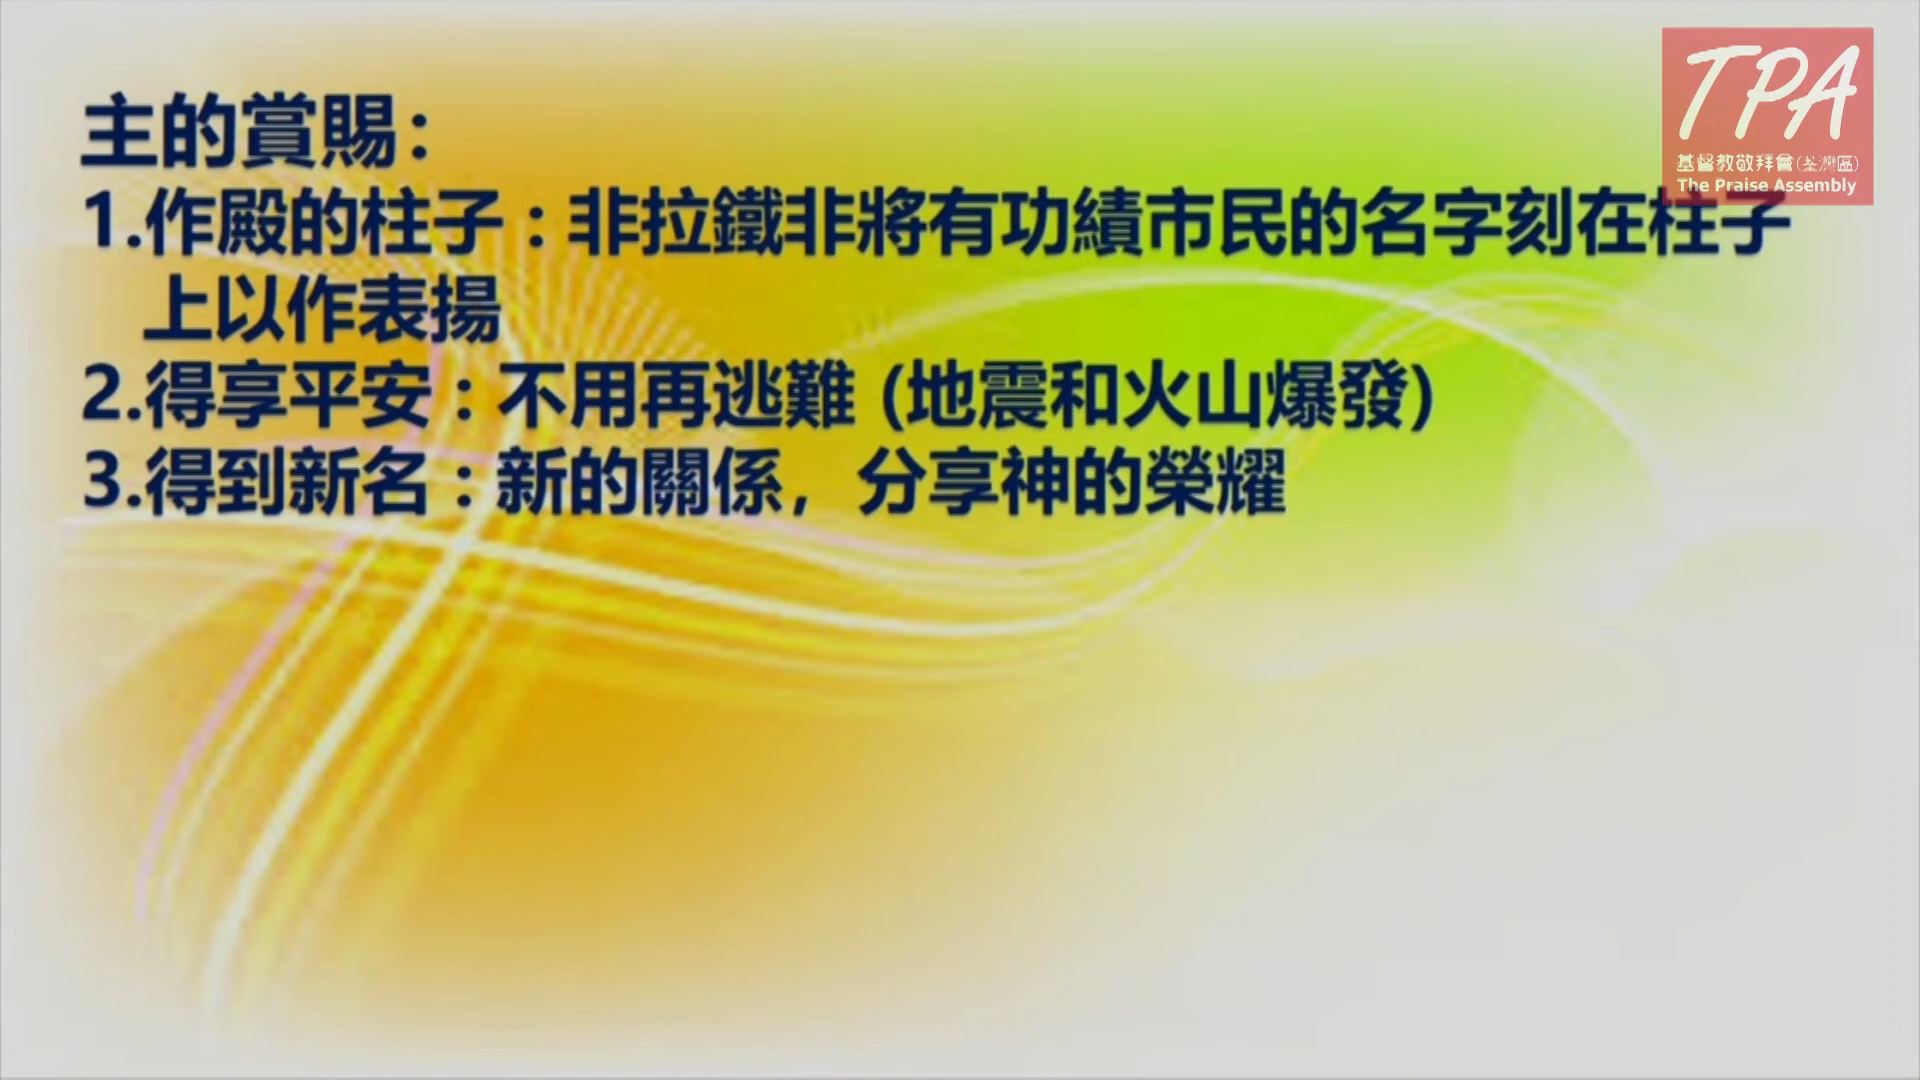 主的賞賜：
1.作殿的柱子：非拉鐵非將有功績市民的名字刻在柱子
上以作表揚
2.得享平安：不用再逃難 (地震和火山爆發)
3.得到新名：新的關係，分享神的榮耀
TPA
基督教敬拜會(荃灣區)
The Praise Assembly